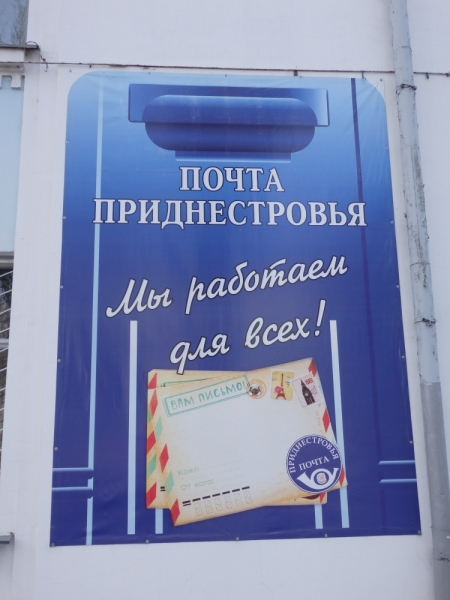 ПОЧТА
ПРИДНЕСТРОВЬЯ
Мы работаем
для всех!
ВАМ ПИСЬМО!
ПРИДНЕСТРОВЬЯ
ПОЧТА